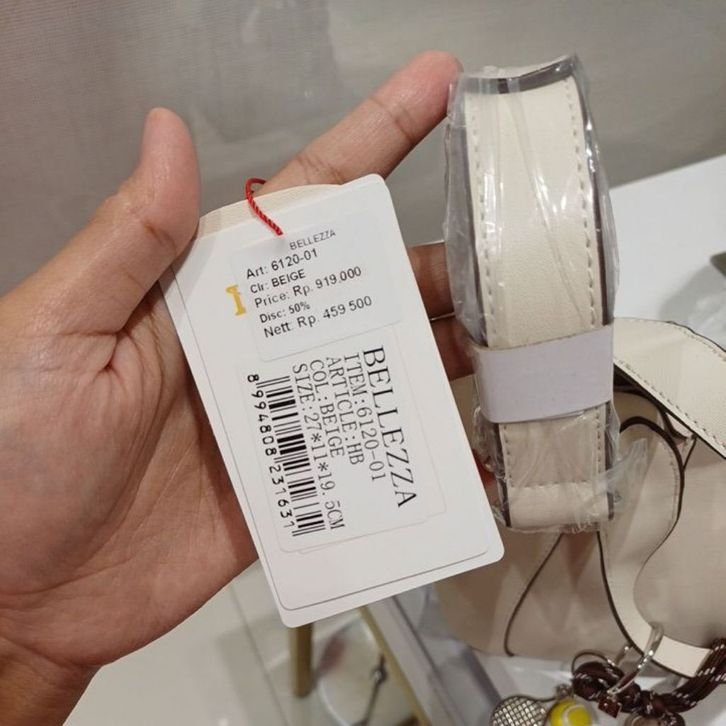 BELLEZZA
Art: 6120-01
Clr: BEIGE
Price: Rp. 919.000
Disc: 50%
Nett: Rp. 459.500
BELLEZZA
ITEM:6120-01
ARTICLE:HB
COL:BEIGE
SIZE:27*11*19.5CM
8994808231631